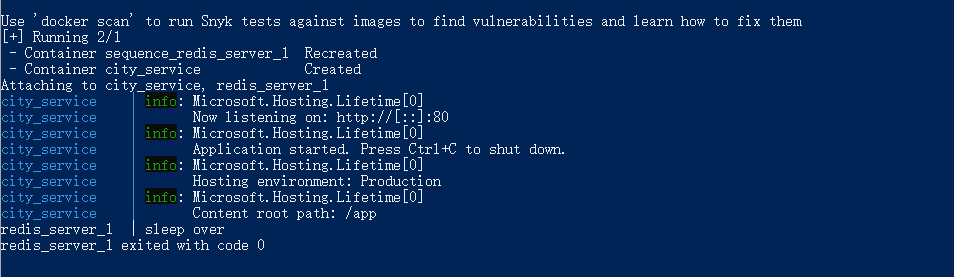 Use 'docker scan' to run Snyk tests against images to find vulnerabilities and learn how to fix them
[+] Running 2/1
 - Container sequence_redis_server_1  Recreated
 - Container city_service             Created
Attaching to city_service, redis_server_1
city_service    | info: Microsoft.Hosting.Lifetime[0]
city_service    |       Now listening on: http://[::]:80
city_service    | info: Microsoft.Hosting.Lifetime[0]
city_service    |       Application started. Press Ctrl+C to shut down.
city_service    | info: Microsoft.Hosting.Lifetime[0]
city_service    |       Hosting environment: Production
city_service    | info: Microsoft.Hosting.Lifetime[0]
city_service    |       Content root path: /app
redis_server_1  | sleep over
redis_server_1 exited with code 0